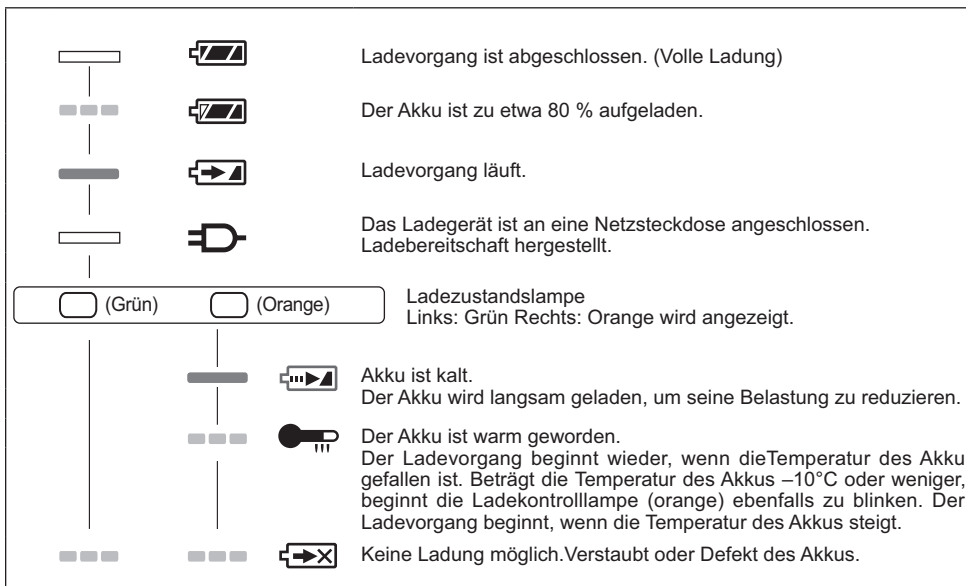 Ladevorgang ist abgeschlossen. (Volle Ladung)
Der Akku ist zu etwa 80 % aufgeladen.
Ladevorgang läuft.
Das Ladegerät ist an eine Netzsteckdose angeschlossen.
Ladebereitschaft hergestellt.
(Grün) (Orange)
Ladezustandslampe
Links: Grün Rechts: Orange wird angezeigt.
Akku ist kalt.
Der Akku wird langsam geladen, um seine Belastung zu reduzieren.
Der Akku ist warm geworden.
Der Ladevorgang beginnt wieder, wenn dieTemperatur des Akku
gefallen ist. Beträgt die Temperatur des Akkus –10°C oder weniger,
beginnt die Ladekontrolllampe (orange) ebenfalls zu blinken. Der
Ladevorgang beginnt, wenn die Temperatur des Akkus steigt.
Keine Ladung möglich.Verstaubt oder Defekt des Akkus.